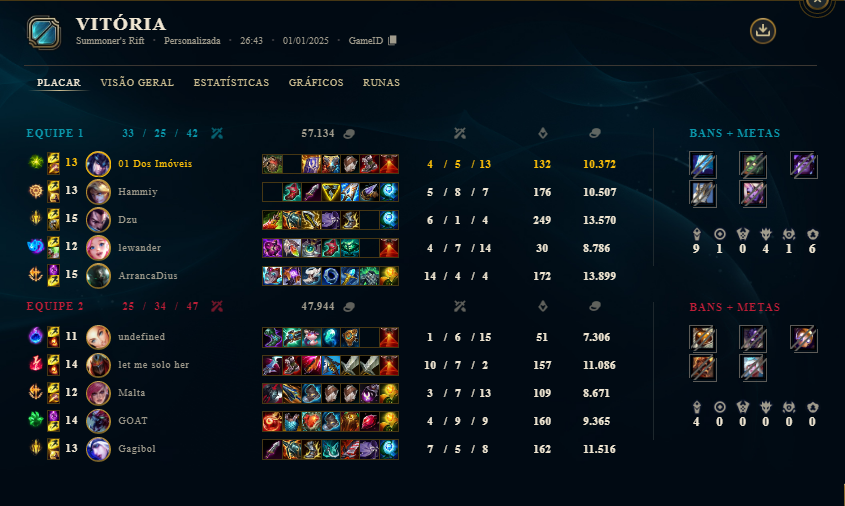 VITÓRIA
Summoner's Rift · Personalizada · 26:43 · 01/01/2025 · GameID
PLACAR VISÃO GERAL ESTATÍSTICAS GRÁFICOS RUNAS
EQUIPE 1 33 / 25 / 42 57.134 BANS + METAS
13 01 Dos Imóveis 4 / 5 / 13 132 10.372
13 Hammiy 5 / 8 / 7 176 10.507
15 Dzu 6 / 1 / 4 249 13.570
12 lewander 4 / 7 / 14 30 8.786
9 1 0 4 1 6
15 ArrancaDius 14 / 4 / 4 172 13.899
EQUIPE 2 25 / 34 / 47 47.944 BANS + METAS
11 undefined 1 / 6 / 15 51 7.306
14 let me solo her 10 / 7 / 2 157 11.086
12 Malta 3 / 7 / 13 109 8.671
14 GOAT 4 / 9 / 9 160 9.365
4 0 0 0 0 0
13 Gagibol 7 / 5 / 8 162 11.516